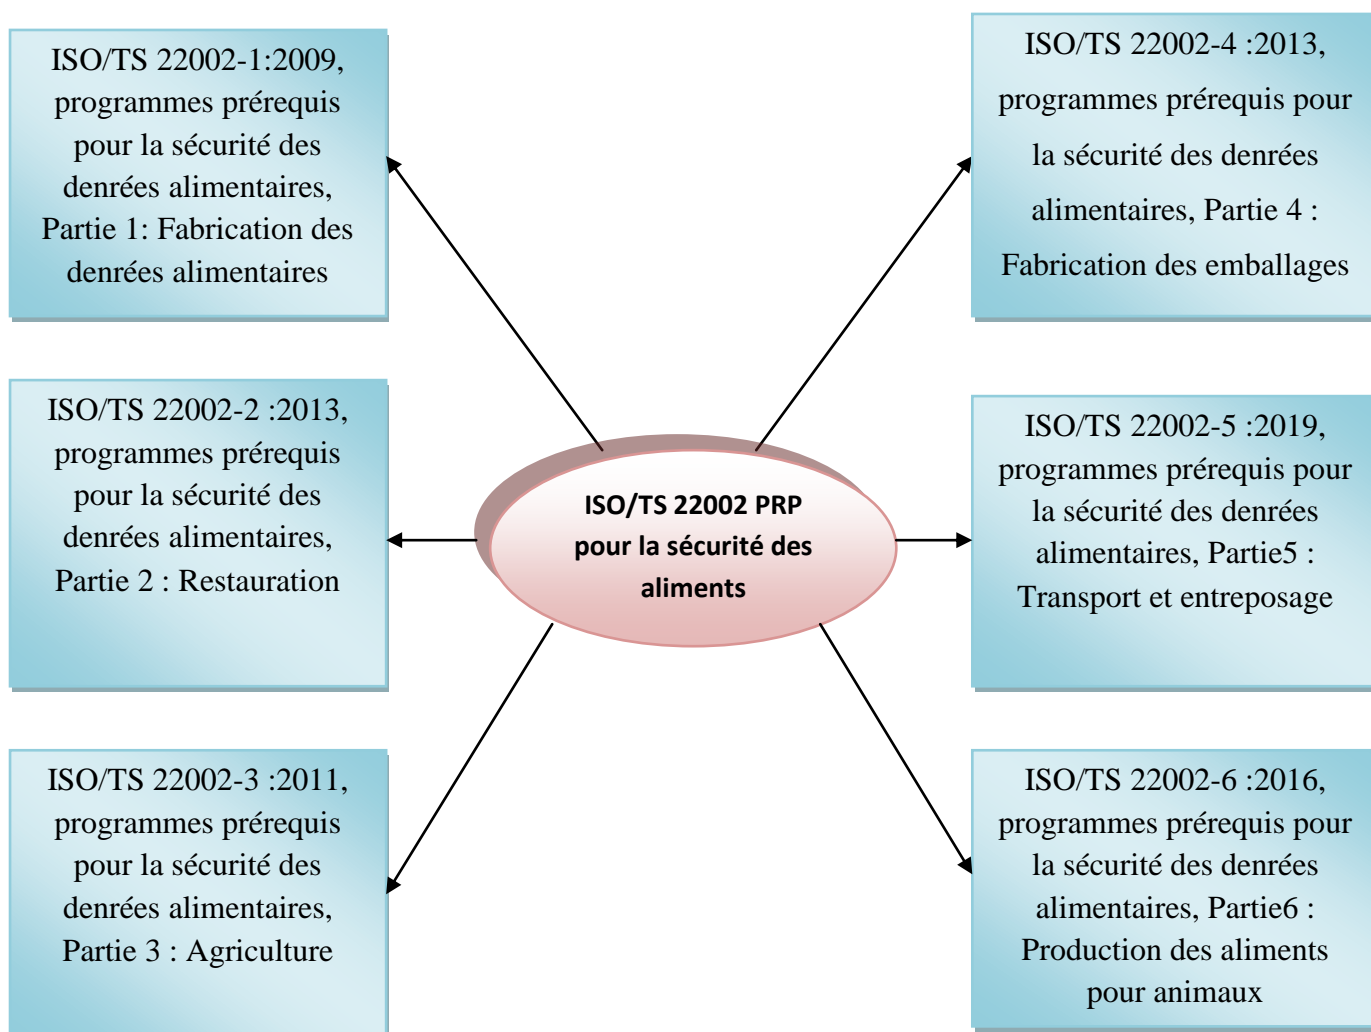 ISO/TS 22002-1:2009,
programmes prérequis
pour la sécurité des
denrées alimentaires,
Partie 1: Fabrication des
denrées alimentaires
ISO/TS 22002-2 :2013,
programmes prérequis
pour la sécurité des
denrées alimentaires,
Partie 2 : Restauration
ISO/TS 22002-3 :2011,
programmes prérequis
pour la sécurité des
denrées alimentaires,
Partie 3 : Agriculture
ISO/TS 22002 PRP
pour la sécurité des
aliments
ISO/TS 22002-4 :2013,
programmes prérequis pour
la sécurité des denrées
alimentaires, Partie 4 :
Fabrication des emballages
ISO/TS 22002-5 :2019,
programmes prérequis pour
la sécurité des denrées
alimentaires, Partie5 :
Transport et entreposage
ISO/TS 22002-6 :2016,
programmes prérequis pour
la sécurité des denrées
alimentaires, Partie6 :
Production des aliments
pour animaux